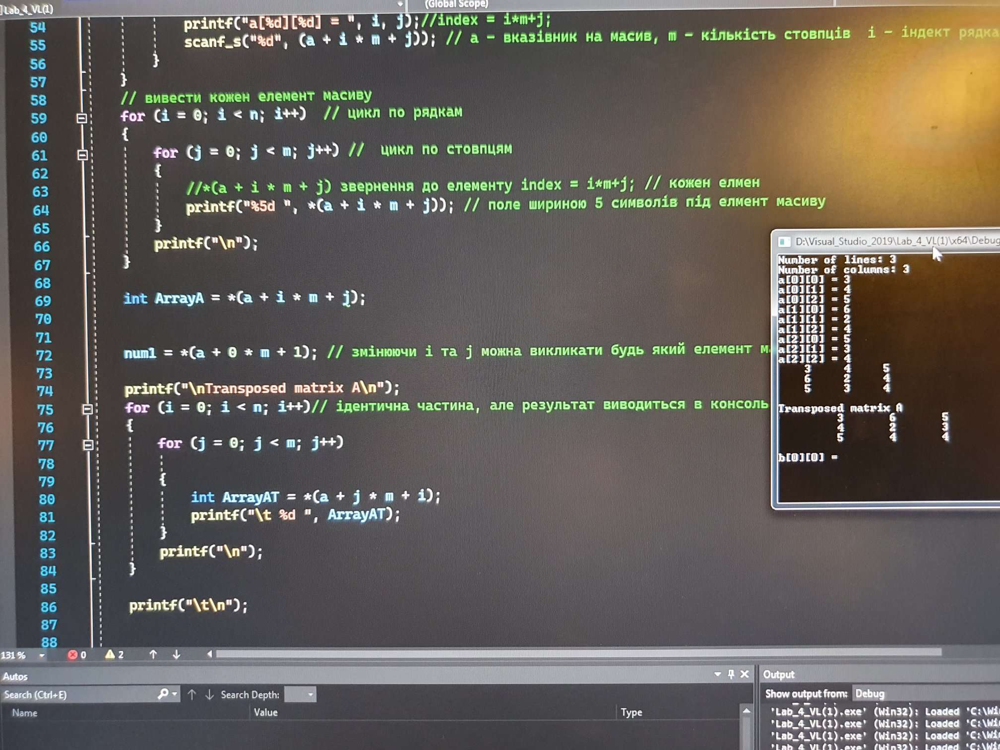 Lab_4_VL(1)
(Global Scope)
54 printf("a[%d][%d] = ", i, j);//index = i*m+j;
55 scanf_s("%d", (a + i * m + j)); // a - вказівник на масив, m - кількість стовпців i - індект рядка
56 }
57 }
58 // вивести кожен елемент масиву
59 for (i = 0; i < n; i++) // цикл по рядкам
60 {
61 for (j = 0; j < m; j++) // цикл по стовпцям
62 {
63 //*(a + i * m + j) звернення до елементу index = i*m+j; // кожен елмен
64 printf("%5d ", *(a + i * m + j)); // поле шириною 5 символів під елмент масиву
65 }
66 printf("\n");
67 }
68
69 int ArrayA = *(a + i * m + j);
70
71
72 num1 = *(a + 0 * m + 1); // змінюючи i та j можна викликати будь який елемент м
73
74 printf("\nTransposed matrix A\n");
75 for (i = 0; i < n; i++)// ідентична частина, але результат виводиться в консоль
76 {
77 for (j = 0; j < m; j++)
78
79 {
80 int ArrayAT = *(a + j * m + i);
81 printf("\t %d ", ArrayAT);
82 }
83 printf("\n");
84 }
85
86 printf("\t\n");
87
88
D:\Visual_Studio_2019\Lab_4_VL(1)\x64\Debug
Number of lines: 3
Number of columns: 3
a[0][0] = 3
a[0][1] = 4
a[0][2] = 5
a[1][0] = 6
a[1][1] = 2
a[1][2] = 4
a[2][0] = 5
a[2][1] = 3
a[2][2] = 4
3 4 5
6 2 4
5 3 4
Transposed matrix A
3 6 5
4 2 3
5 4 4
b[0][0] =
131 % 0 2
Autos
Search (Ctrl+E) Search Depth:
Name Value Type
Output
Show output from: Debug
'Lab_4_VL(1).exe' (Win32): Loaded 'C:\Wi
'Lab_4_VL(1).exe' (Win32): Loaded 'C:\Wi
'Lab_4_VL(1).exe' (Win32): Loaded 'C:\Wi
'Lab_4_VL(1).exe' (Win32): Loaded 'C:\Wi